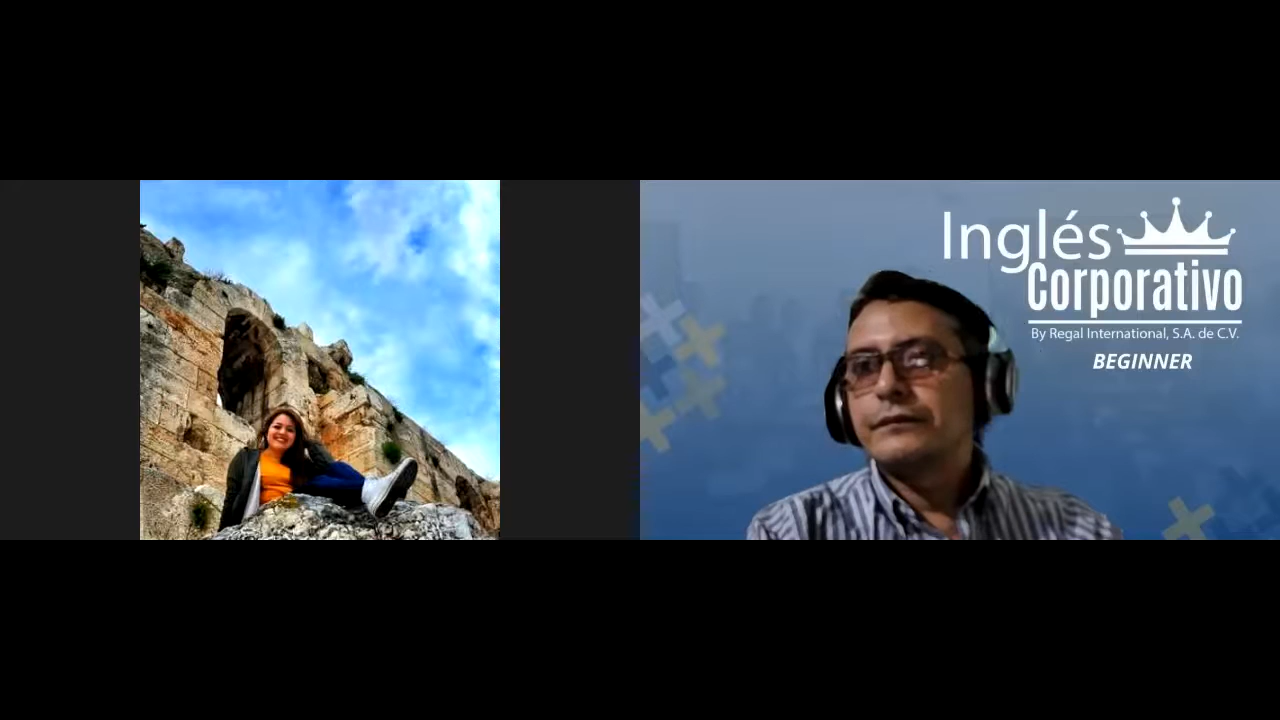 Inglés
Corporativo
By Regal International, S.A. de C.V.
BEGINNER